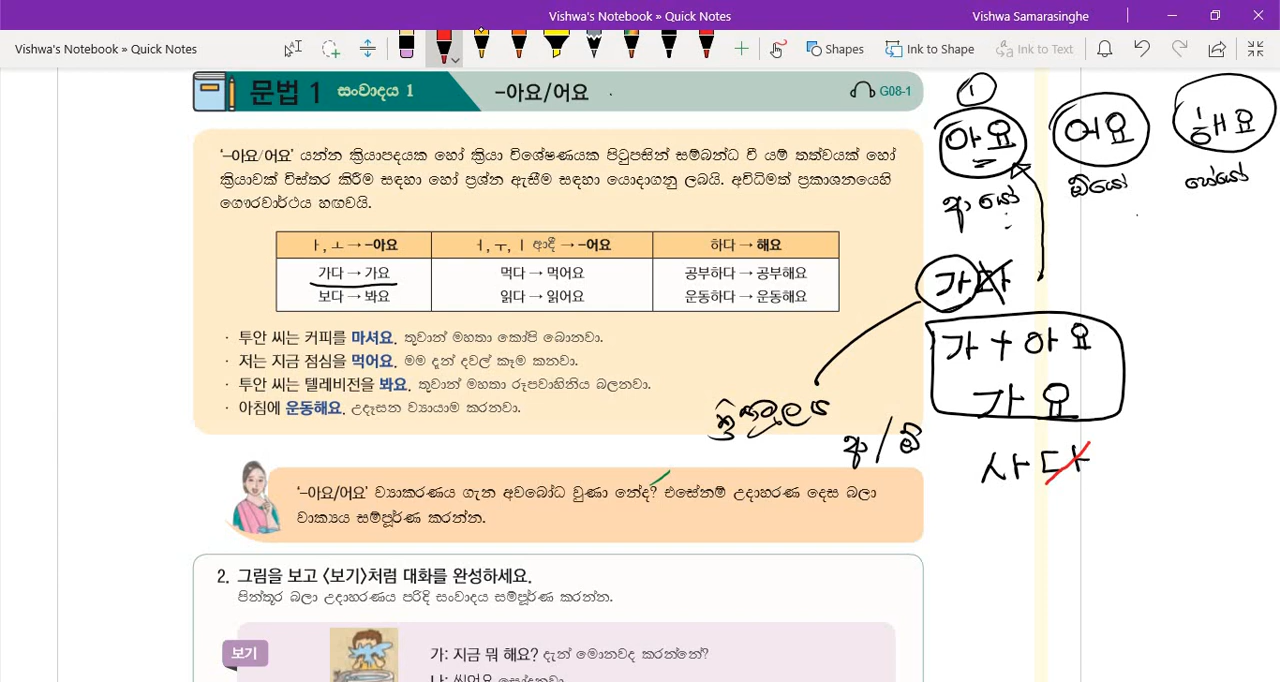 Vishwa's Notebook » Quick Notes
Vishwa Samarasinghe
Vishwa's Notebook » Quick Notes
Shapes
Ink to Shape
Ink to Text
문법 1 සංවාදය 1 -아요/어요
G08-1
'-아요/어요' යන්න ක්‍රියාපදයක හෝ ක්‍රියා විශේෂණයක පිටුපසින් සම්බන්ධ වී යම් තත්වයක් හෝ
ක්‍රියාවක් විස්තර කිරීම සඳහා හෝ ප්‍රශ්න ඇසීම සඳහා යොදාගනු ලබයි. අවිධිමත් ප්‍රකාශනයෙහි
ගෞරවාර්ථය හඟවයි.
ㅏ, ㅗ → -아요 ㅓ, ㅜ, ㅣ ආදී → -어요 하다 → 해요
가다 → 가요 먹다 → 먹어요 공부하다 → 공부해요
보다 → 봐요 읽다 → 읽어요 운동하다 → 운동해요
· 투안 씨는 커피를 마셔요. තුවාන් මහතා කෝපි බොනවා.
· 저는 지금 점심을 먹어요. මම දැන් දවල් කෑම කනවා.
· 투안 씨는 텔레비전을 봐요. තුවාන් මහතා රූපවාහිනිය බලනවා.
· 아침에 운동해요. උදෑසන ව්‍යායාම කරනවා.
'-아요/어요' ව්‍යාකරණය ගැන අවබෝධ වුණා නේද? එසේනම් උදාහරණ දෙස බලා
වාක්‍යය සම්පූර්ණ කරන්න.
2. 그림을 보고 〈보기〉처럼 대화를 완성하세요.
පින්තූර බලා උදාහරණය පරිදි සංවාදය සම්පූර්ණ කරන්න.
보기
가: 지금 뭐 해요? දැන් මොනවද කරන්නේ?
나: 씻어요 සෝදනවා
1
아요 어요 해요
ආයෝ ඔියෝ හේයෝ
가다
가 + 아요
가요
사다